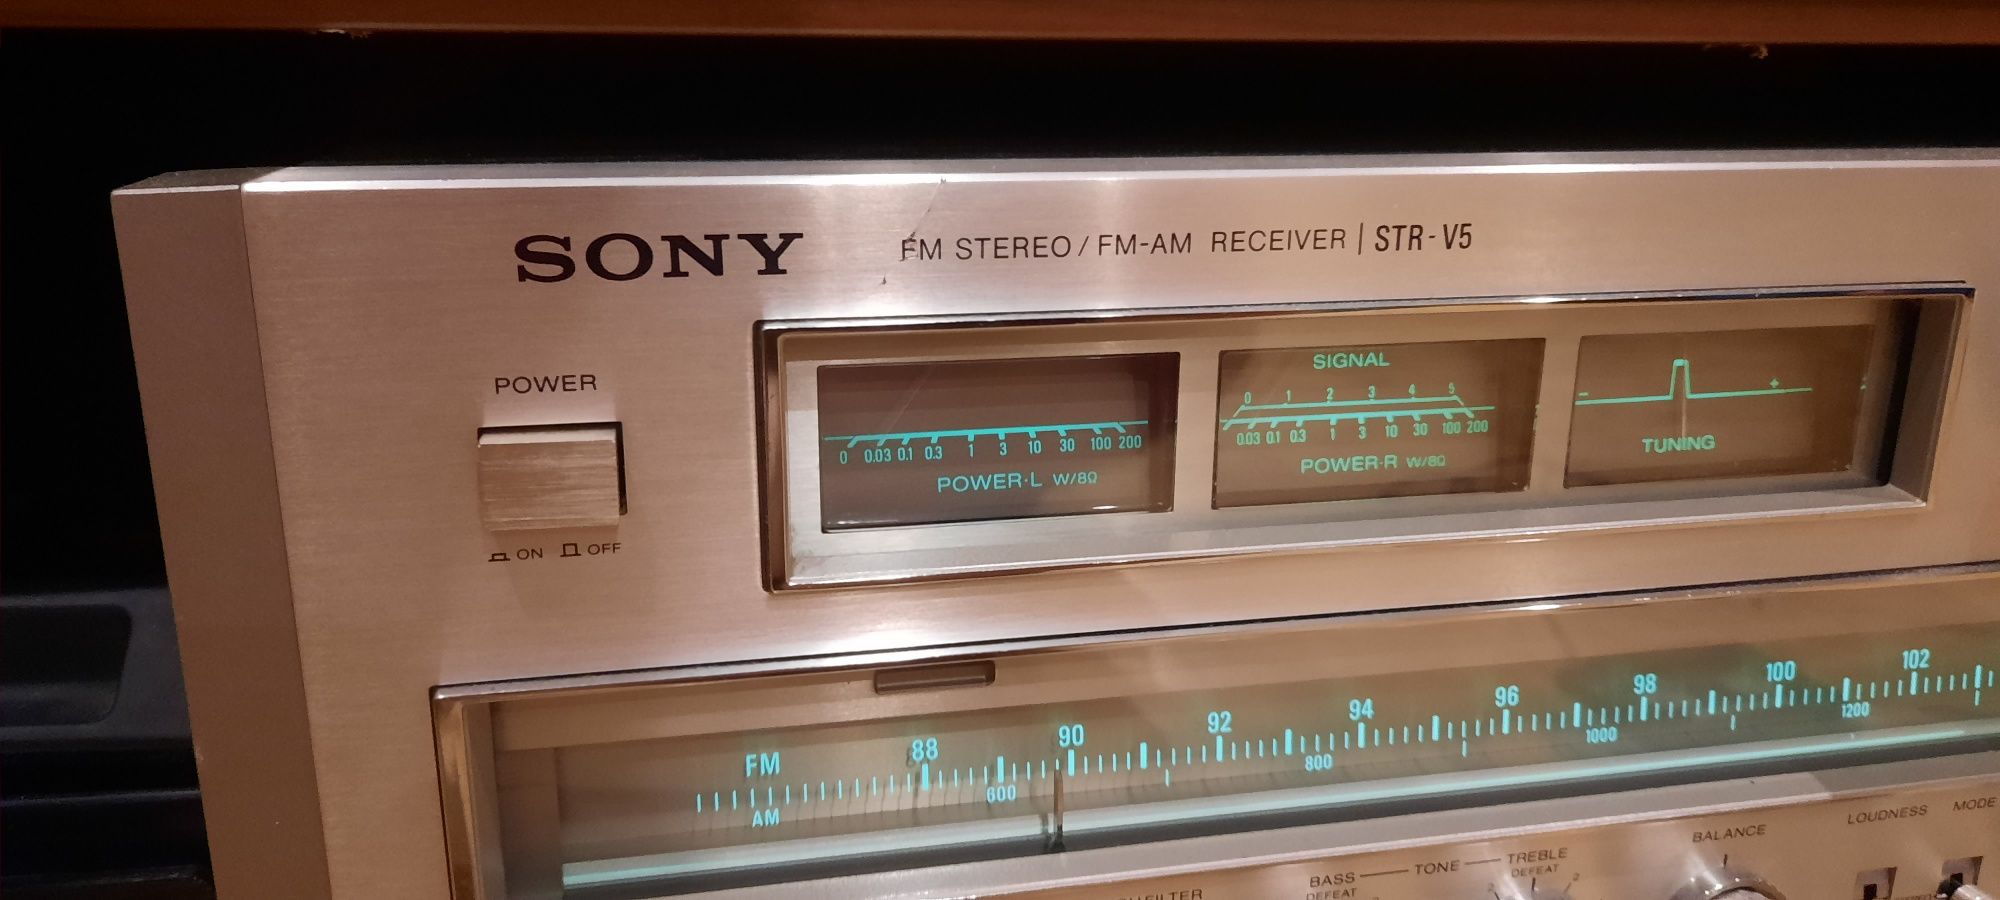 SONY
FM STEREO / FM-AM RECEIVER | STR-V5
POWER
ON OFF
0 0.03 0.1 0.3 1 3 10 30 100 200
POWER·L W/8Ω
SIGNAL
0 1 2 3 4 5
0.03 0.1 0.3 1 3 10 30 100 200
POWER·R W/8Ω
- +
TUNING
FM 88 90 92 94 96 98 100 102
AM 600 800 1000 1200
FILTER
BASS TONE TREBLE
DEFEAT DEFEAT
2 2
BALANCE
LOUDNESS
MODE